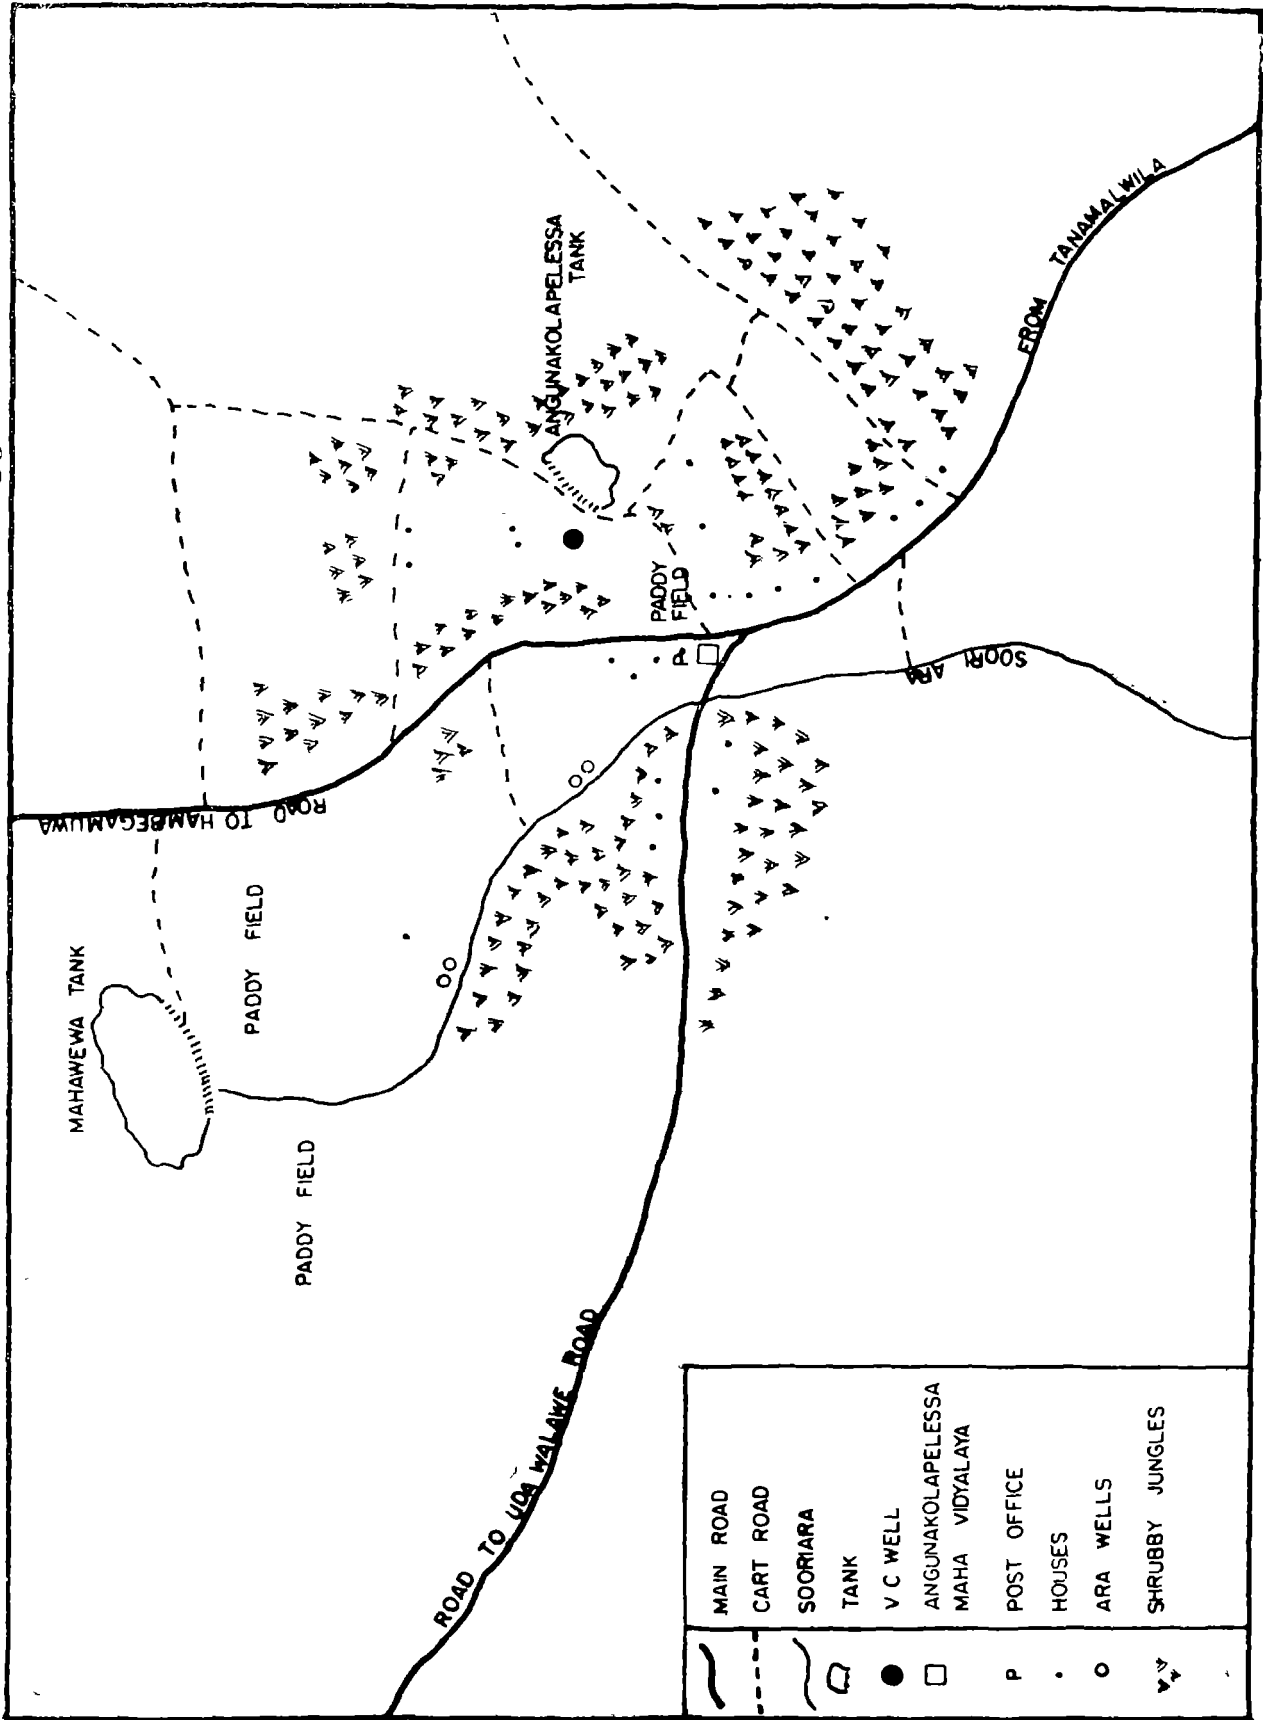 MAHAWEWA TANK
PADDY FIELD
PADDY FIELD
ROAD TO HAMBEGAMUWA
ANGUNAKOLAPELESSA
TANK
PADDY
FIELD
P
SOORI ARA
FROM TANAMALWILA
ROAD TO UDA WALAWE ROAD
MAIN ROAD
CART ROAD
SOORIARA
TANK
V C WELL
ANGUNAKOLAPELESSA
MAHA VIDYALAYA
P POST OFFICE
HOUSES
ARA WELLS
SHRUBBY JUNGLES